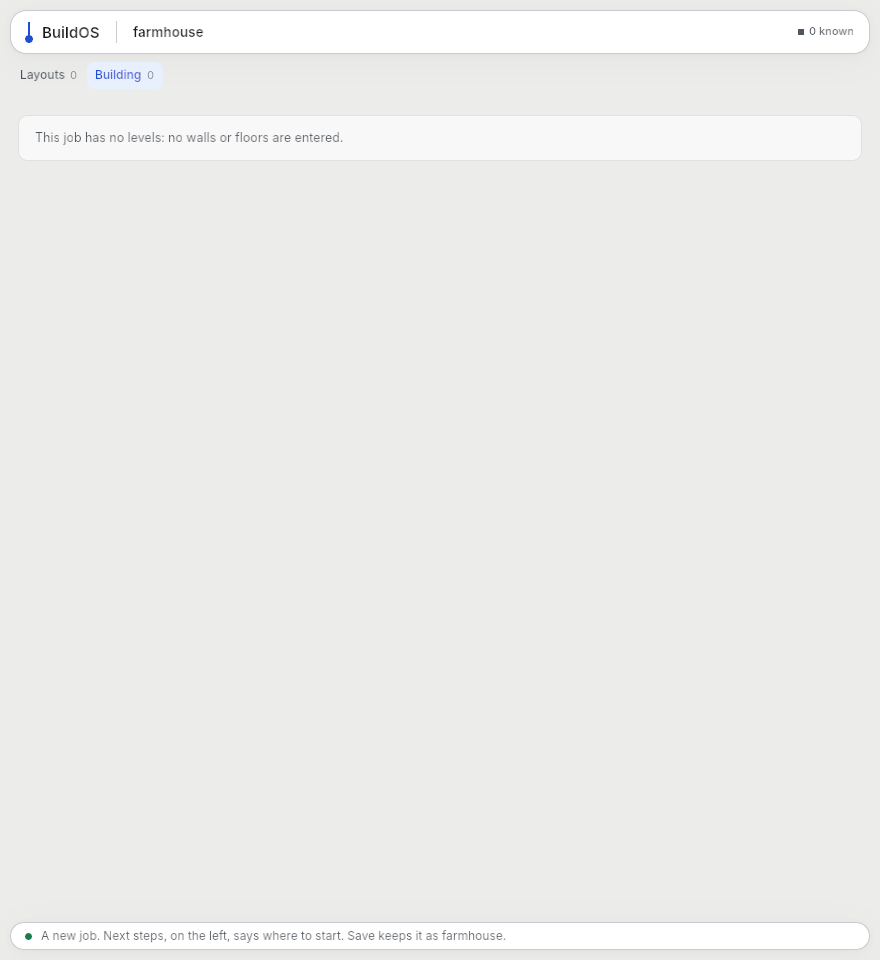 BuildOS farmhouse 0 known
Layouts 0 Building 0
This job has no levels: no walls or floors are entered.
A new job. Next steps, on the left, says where to start. Save keeps it as farmhouse.